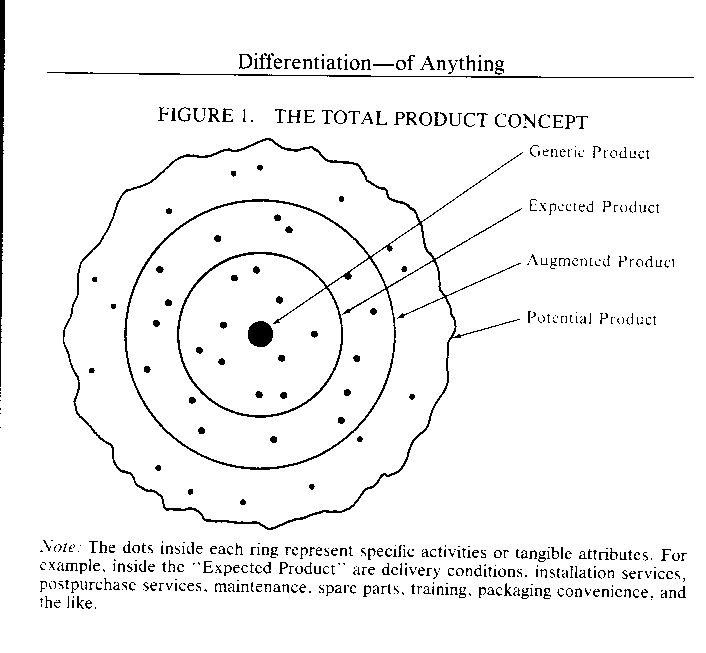 Differentiation—of Anything
FIGURE 1. THE TOTAL PRODUCT CONCEPT
Generic Product
Expected Product
Augmented Product
Potential Product
Note: The dots inside each ring represent specific activities or tangible attributes. For
example, inside the "Expected Product" are delivery conditions, installation services,
postpurchase services, maintenance, spare parts, training, packaging convenience, and
the like.